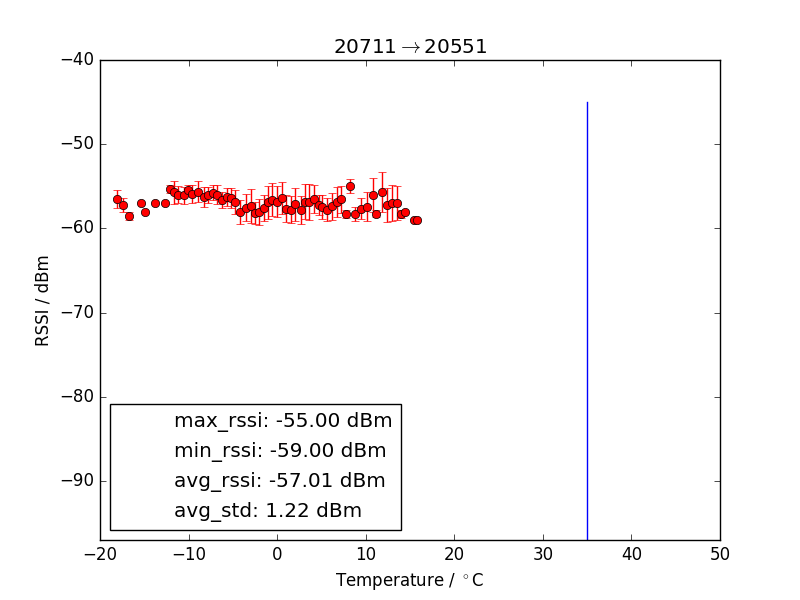 20711→20551
−40
−50
−60
−70
−80
−90
RSSI / dBm
max_rssi: -55.00 dBm
min_rssi: -59.00 dBm
avg_rssi: -57.01 dBm
avg_std: 1.22 dBm
−20 −10 0 10 20 30 40 50
Temperature / °C